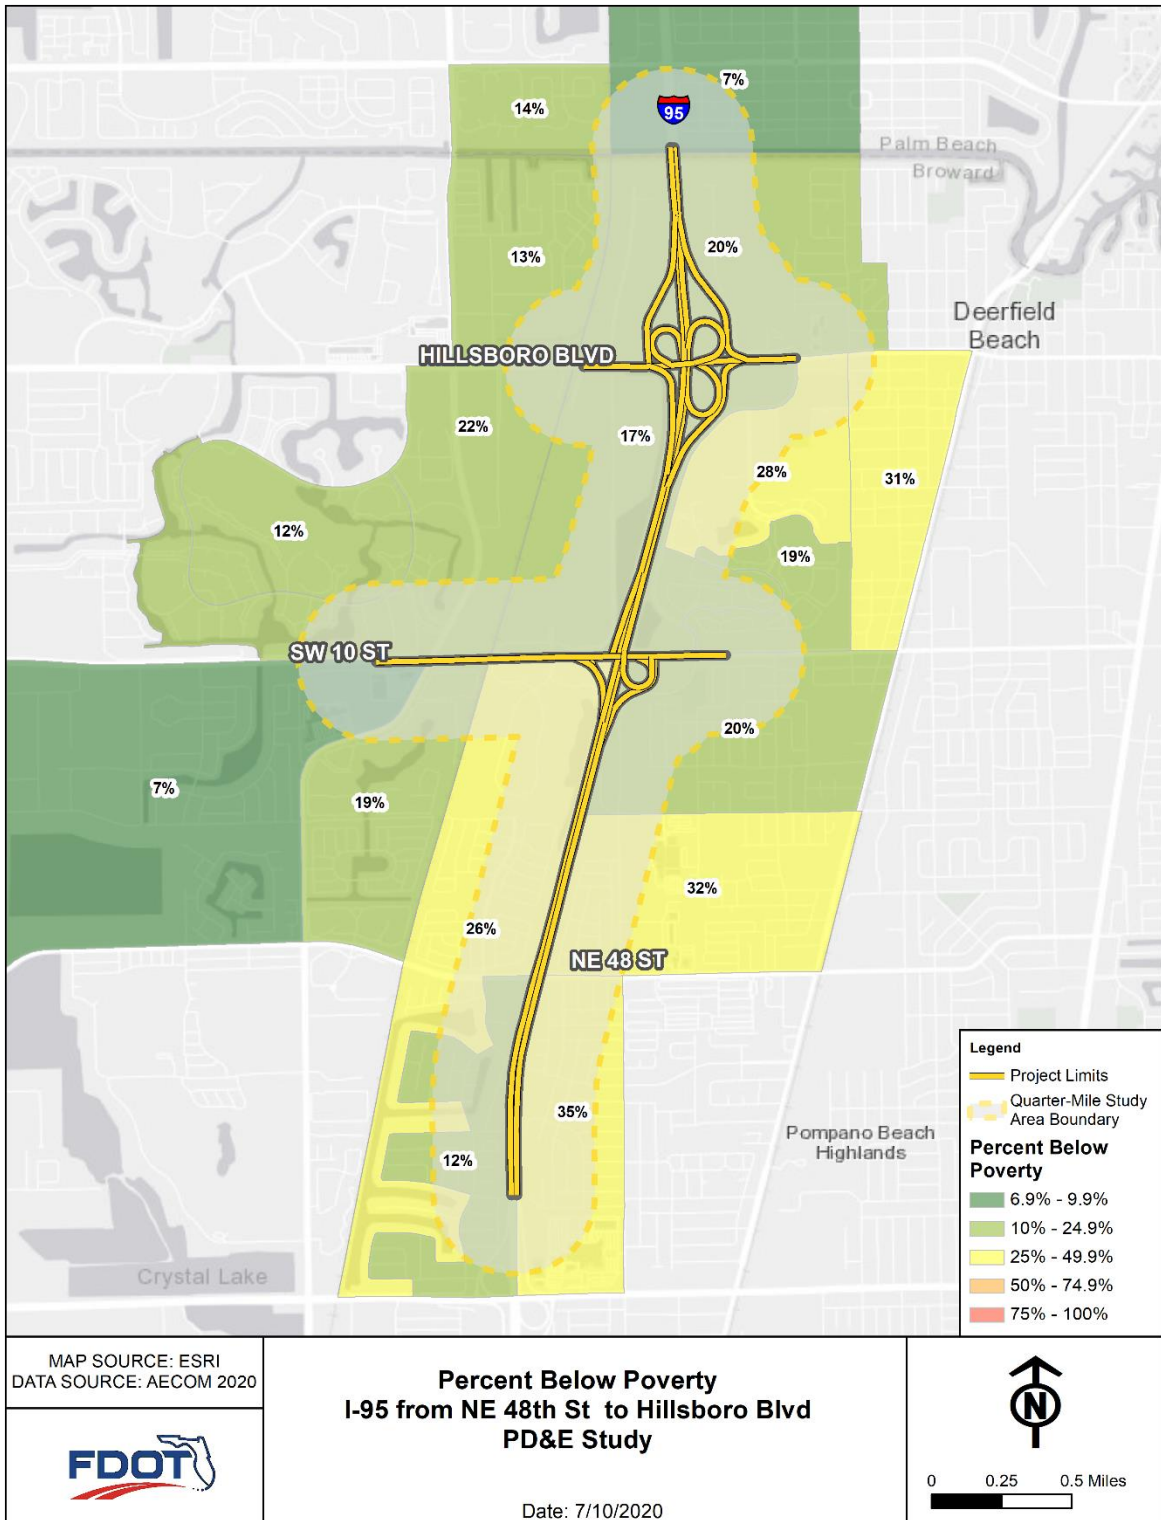 7%
14%
95
Palm Beach
Broward
20%
13%
Deerfield
Beach
HILLSBORO BLVD
22%
17%
28%
31%
12%
19%
SW 10 ST
20%
7%
19%
32%
26%
NE 48 ST
35%
12%
Pompano Beach
Highlands
Crystal Lake
Legend
Project Limits
Quarter-Mile Study
Area Boundary
Percent Below
Poverty
6.9% - 9.9%
10% - 24.9%
25% - 49.9%
50% - 74.9%
75% - 100%
MAP SOURCE: ESRI
DATA SOURCE: AECOM 2020
FDOT
Percent Below Poverty
I-95 from NE 48th St to Hillsboro Blvd
PD&E Study
Date: 7/10/2020
N
0 0.25 0.5 Miles